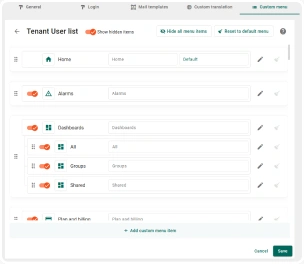 General
Login
Mail templates
Custom translation
Custom menu
Tenant User list
Show hidden items
Hide all menu items
Reset to default menu
Home
Home
Default
Alarms
Alarms
Dashboards
Dashboards
All
All
Groups
Groups
Shared
Shared
Plan and billing
Plan and billing
+ Add custom menu item
Cancel
Save